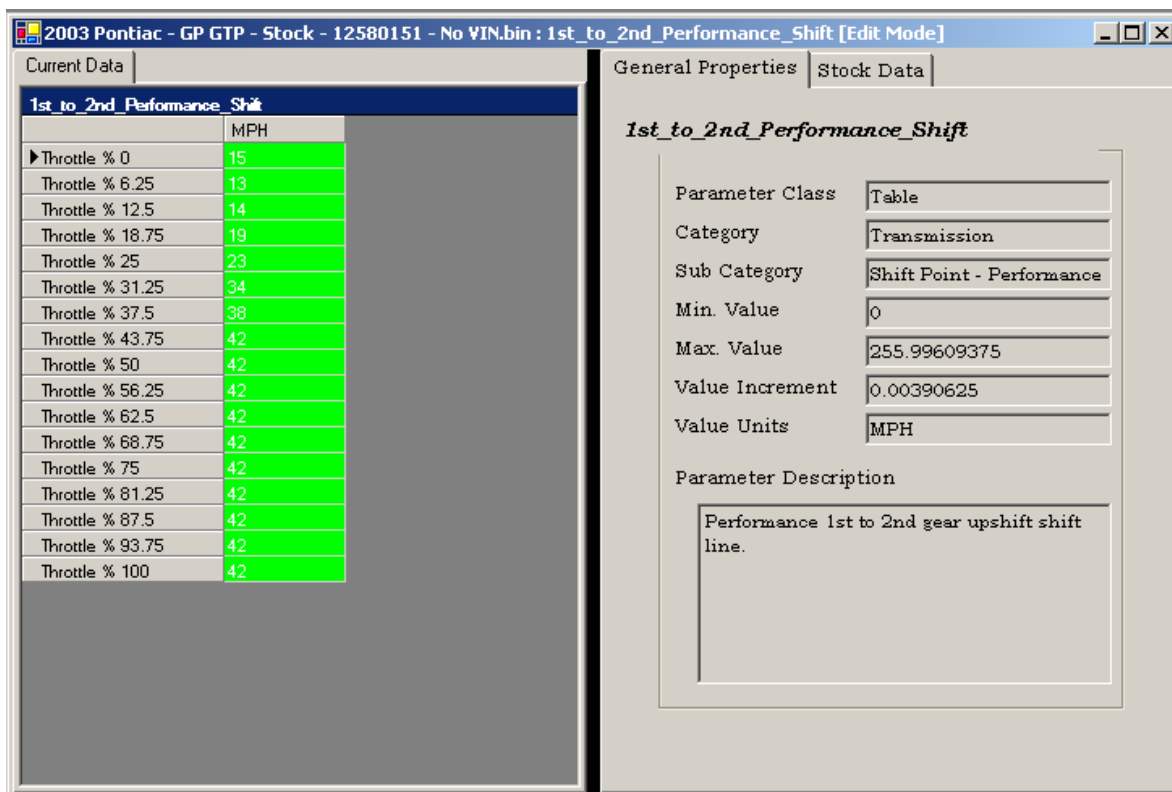 2003 Pontiac - GP GTP - Stock - 12580151 - No VIN.bin : 1st_to_2nd_Performance_Shift [Edit Mode]
Current Data
1st_to_2nd_Performance_Shift
MPH
Throttle % 0 15
Throttle % 6.25 13
Throttle % 12.5 14
Throttle % 18.75 19
Throttle % 25 23
Throttle % 31.25 34
Throttle % 37.5 38
Throttle % 43.75 42
Throttle % 50 42
Throttle % 56.25 42
Throttle % 62.5 42
Throttle % 68.75 42
Throttle % 75 42
Throttle % 81.25 42
Throttle % 87.5 42
Throttle % 93.75 42
Throttle % 100 42
General Properties Stock Data
1st_to_2nd_Performance_Shift
Parameter Class Table
Category Transmission
Sub Category Shift Point - Performance
Min. Value 0
Max. Value 255.99609375
Value Increment 0.00390625
Value Units MPH
Parameter Description
Performance 1st to 2nd gear upshift shift
line.